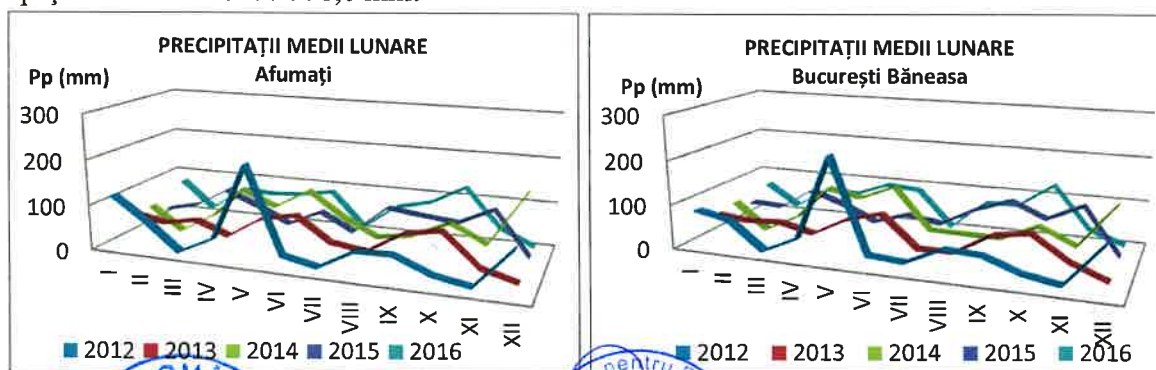 PRECIPITAȚII MEDII LUNARE
Afumați
Pp (mm)
300
200
100
0
I II III IV V VI VII VIII IX X XI XII
2012 2013 2014 2015 2016
PRECIPITAȚII MEDII LUNARE
București Băneasa
Pp (mm)
300
200
100
0
I II III IV V VI VII VIII IX X XI XII
2012 2013 2014 2015 2016
pentru